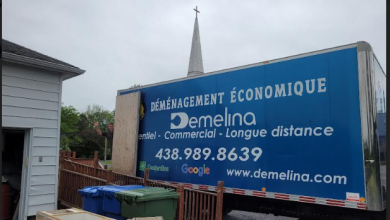 DÉMÉNAGEMENT ÉCONOMIQUE
Demelina
entiel - Commercial - Longue distance
438.989.8639
Google
www.demelina.com